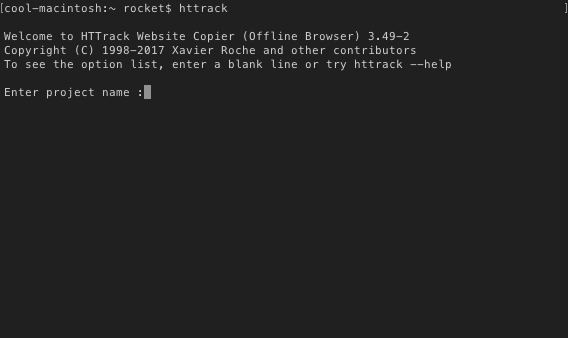 [cool-macintosh:~ rocket$ httrack ]
Welcome to HTTrack Website Copier (Offline Browser) 3.49-2
Copyright (C) 1998-2017 Xavier Roche and other contributors
To see the option list, enter a blank line or try httrack --help
Enter project name :